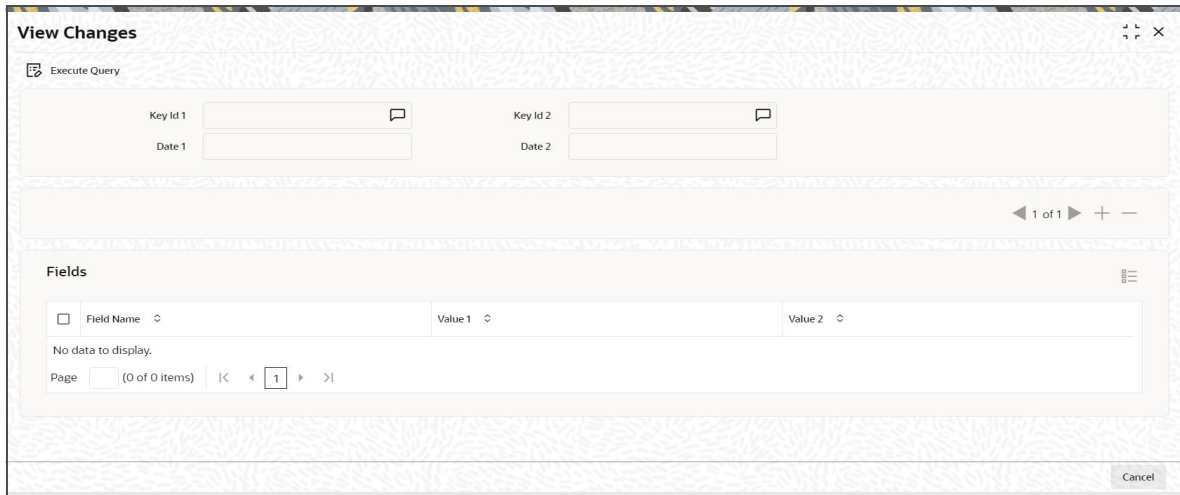 View Changes
Execute Query
Key Id 1 Key Id 2
Date 1 Date 2
1 of 1
Fields
Field Name Value 1 Value 2
No data to display.
Page (0 of 0 items) 1
Cancel